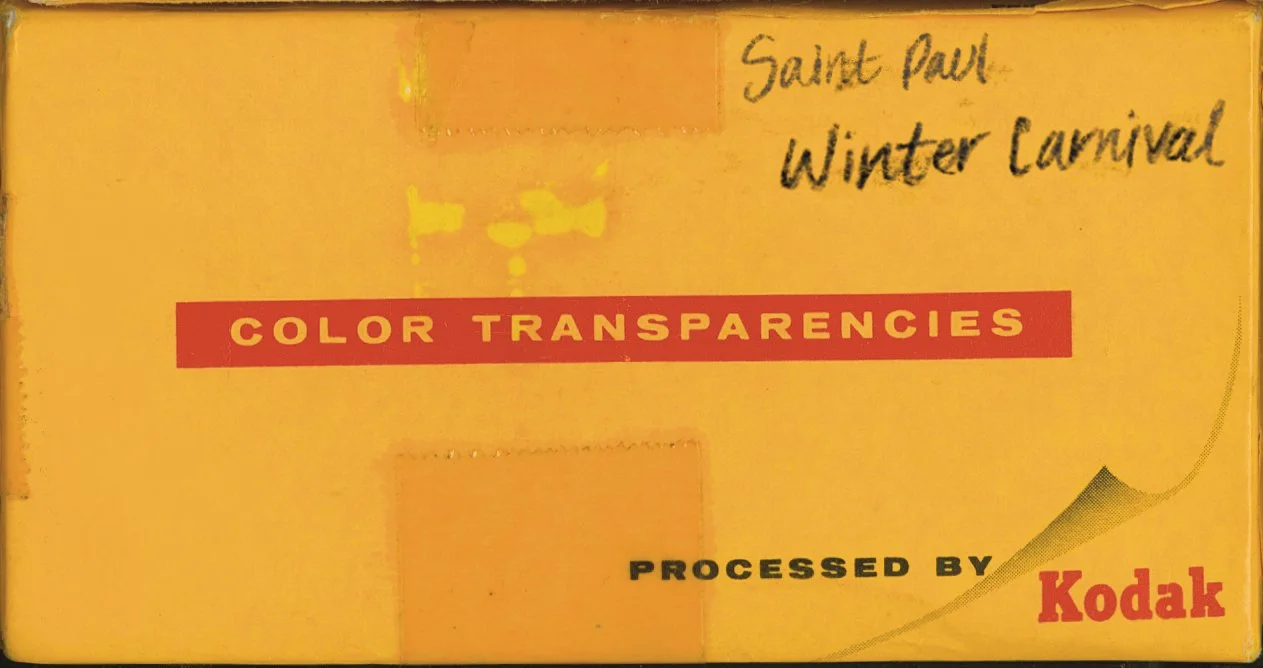 Saint Paul
Winter Carnival
COLOR TRANSPARENCIES
PROCESSED BY
Kodak